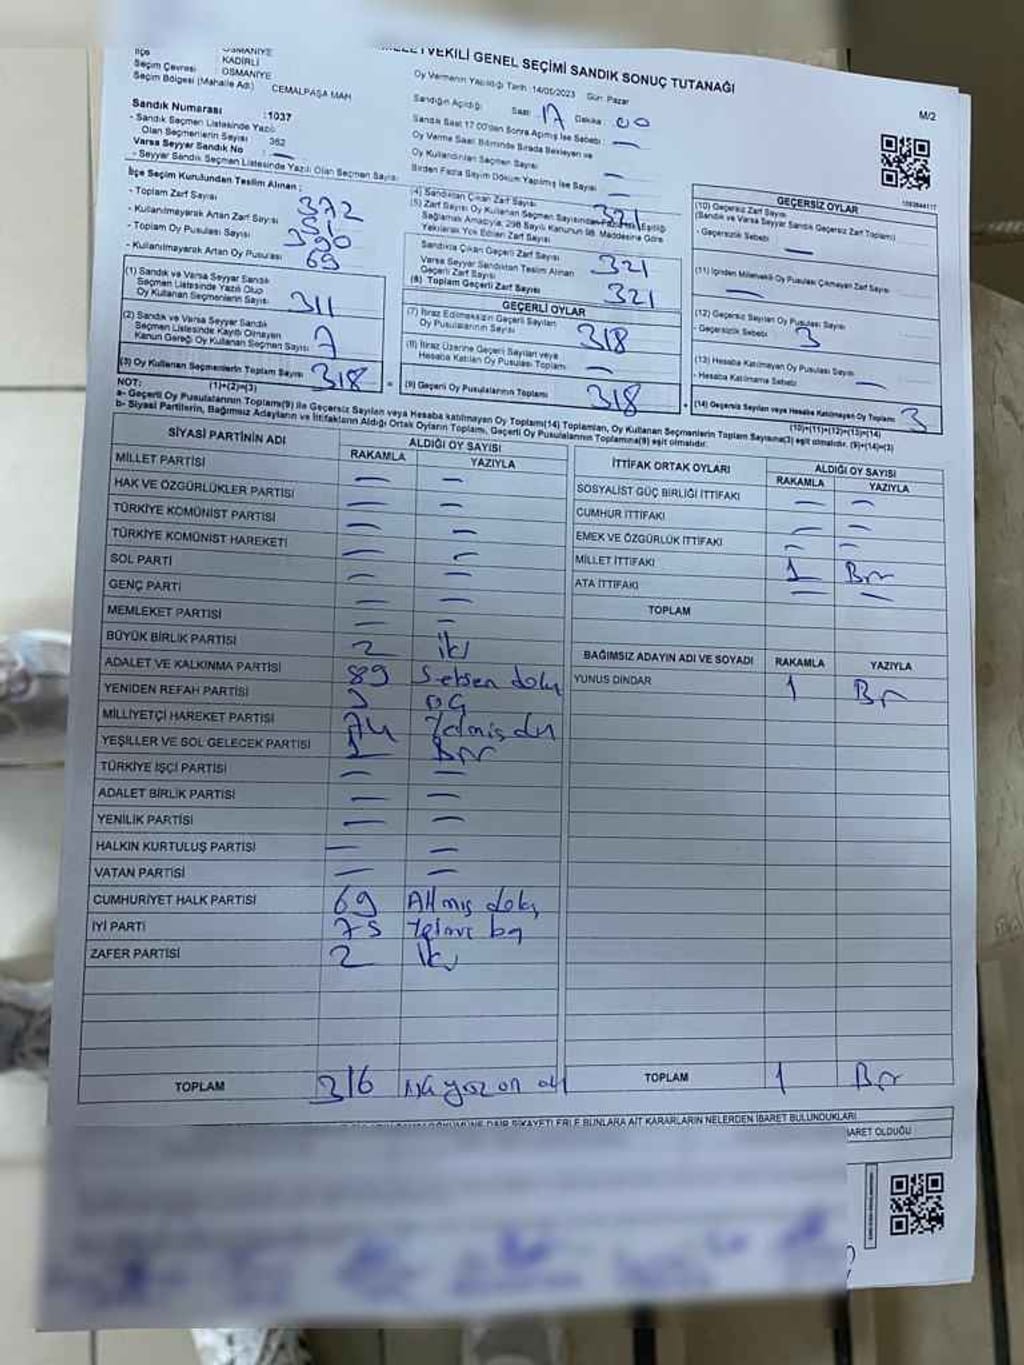 MİLLETVEKİLİ GENEL SEÇİMİ SANDIK SONUÇ TUTANAĞI
OSMANİYE
İlçe KADİRLİ
Seçim Çevresi OSMANİYE
Seçim Bölgesi (Mahalle Adı) CEMALPAŞA MAH
Sandık Numarası :1037
- Sandık Seçmen Listesinde Yazılı
Olan Seçmenlerin Sayısı 362
Varsa Seyyar Sandık No : —
- Seyyar Sandık Seçmen Listesinde Yazılı Olan Seçmen Sayısı
Oy Vermenin Yapıldığı Tarih 14/05/2023 Gün: Pazar
Sandığın Açıldığı Saat 17 Dakika 00
Sandık Saat 17.00'den Sonra Açılmış İse Sebebi : —
Oy Verme Saati Bitiminde Sırada Bekleyen ve
Oy Kullandırılan Seçmen Sayısı —
Birden Fazla Sayım Döküm Yapılmış İse Sayısı —
M/2
İlçe Seçim Kurulundan Teslim Alınan ;
- Toplam Zarf Sayısı 372
- Kullanılmayarak Artan Zarf Sayısı 51
- Toplam Oy Pusulası Sayısı 390
- Kullanılmayarak Artan Oy Pusulası 69
(1) Sandık ve Varsa Seyyar Sandık
Seçmen Listesinde Yazılı Olup
Oy Kullanan Seçmenlerin Sayısı 311
(2) Sandık ve Varsa Seyyar Sandık
Seçmen Listesinde Kayıtlı Olmayan
Kanun Gereği Oy Kullanan Seçmen Sayısı 7
(3) Oy Kullanan Seçmenlerin Toplam Sayısı 318
(1)+(2)=(3)
(4) Sandıktan Çıkan Zarf Sayısı 321
(5) Zarf Sayısı Oy Kullanan Seçmen Sayısından Eşitliği
Sağlamak Amacıyla, 298 Sayılı Kanunun 98. Maddesine Göre
Yakılarak Yok Edilen Zarf Sayısı
Sandıkta Çıkan Geçerli Zarf Sayısı 321
Varsa Seyyar Sandıktan Teslim Alınan
Geçerli Zarf Sayısı
(6) Toplam Geçerli Zarf Sayısı 321
GEÇERLİ OYLAR
(7) İtiraz Edilmeksizin Geçerli Sayılan
Oy Pusulalarının Sayısı 318
(8) İtiraz Üzerine Geçerli Sayılan veya
Hesaba Katılan Oy Pusulası Toplamı —
(9) Geçerli Oy Pusulalarının Toplamı 318
GEÇERSİZ OYLAR
(10) Geçersiz Zarf Sayısı
(Sandık ve Varsa Seyyar Sandık Geçersiz Zarf Toplamı)
- Geçersizlik Sebebi —
(11) İçinden Milletvekili Oy Pusulası Çıkmayan Zarf Sayısı —
(12) Geçersiz Sayılan Oy Pusulası Sayısı
- Geçersizlik Sebebi 3
(13) Hesaba Katılmayan Oy Pusulası Sayısı
- Hesaba Katılmama Sebebi —
(14) Geçersiz Sayılan veya Hesaba Katılmayan Oy Toplamı 3
(10)+(11)+(12)+(13)=(14)
NOT:
a- Geçerli Oy Pusulalarının Toplamı(9) ile Geçersiz Sayılan veya Hesaba katılmayan Oy Toplamı(14) Toplamları, Oy Kullanan Seçmenlerin Toplam Sayısına(3) eşit olmalıdır. (9)+(14)=(3)
b- Siyasi Partilerin, Bağımsız Adayların ve İttifakların Aldığı Ortak Oyların Toplamı, Geçerli Oy Pusulalarının Toplamına(9) eşit olmalıdır.
SİYASİ PARTİNİN ADI ALDIĞI OY SAYISI
RAKAMLA YAZIYLA
MİLLET PARTİSİ — —
HAK VE ÖZGÜRLÜKLER PARTİSİ — —
TÜRKİYE KOMÜNİST PARTİSİ — —
TÜRKİYE KOMÜNİST HAREKETİ — —
SOL PARTİ — —
GENÇ PARTİ — —
MEMLEKET PARTİSİ — —
BÜYÜK BİRLİK PARTİSİ 2 iki
ADALET VE KALKINMA PARTİSİ 89 Seksen dokuz
YENİDEN REFAH PARTİSİ 3 üç
MİLLİYETÇİ HAREKET PARTİSİ 74 Yetmiş dört
YEŞİLLER VE SOL GELECEK PARTİSİ 1 Bir
TÜRKİYE İŞÇİ PARTİSİ — —
ADALET BİRLİK PARTİSİ — —
YENİLİK PARTİSİ — —
HALKIN KURTULUŞ PARTİSİ — —
VATAN PARTİSİ — —
CUMHURİYET HALK PARTİSİ 69 Altmış dokuz
İYİ PARTİ 75 Yetmiş beş
ZAFER PARTİSİ 2 iki
TOPLAM 316 üç yüz on altı
İTTİFAK ORTAK OYLARI ALDIĞI OY SAYISI
RAKAMLA YAZIYLA
SOSYALİST GÜÇ BİRLİĞİ İTTİFAKI — —
CUMHUR İTTİFAKI — —
EMEK VE ÖZGÜRLÜK İTTİFAKI — —
MİLLET İTTİFAKI 1 Bir
ATA İTTİFAKI — —
TOPLAM
BAĞIMSIZ ADAYIN ADI VE SOYADI RAKAMLA YAZIYLA
YUNUS DİNDAR 1 Bir
TOPLAM 1 Bir
DAİR ŞİKAYETLERLE BUNLARA AİT KARARLARIN NELERDEN İBARET BULUNDUKLARI
İBARET OLDUĞU